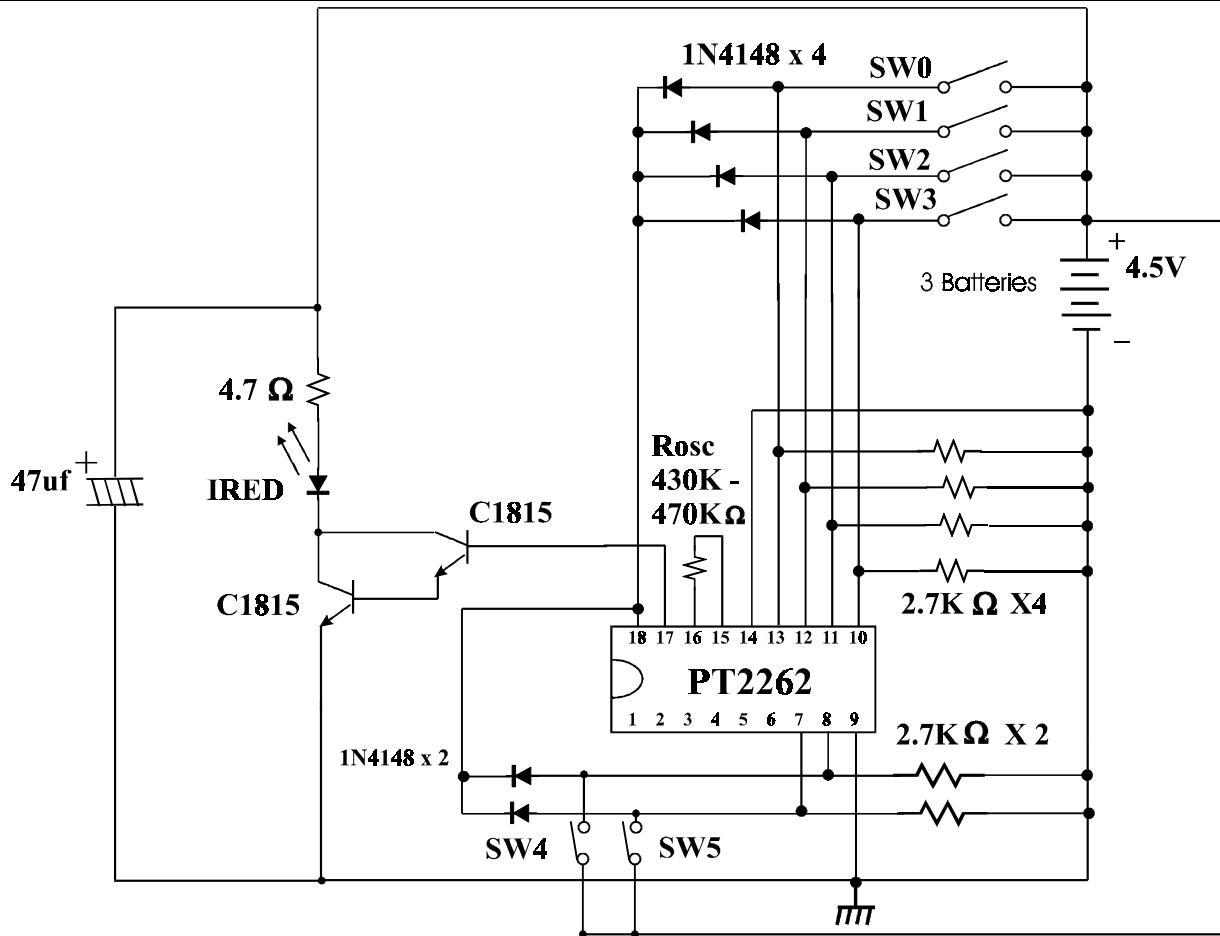 1N4148 x 4
SW0
SW1
SW2
SW3
+
4.5V
3 Batteries
−
4.7 Ω
Rosc
430K -
470KΩ
+
47uf
IRED
C1815
C1815
2.7K Ω X4
18 17 16 15 14 13 12 11 10
PT2262
1 2 3 4 5 6 7 8 9
2.7K Ω X 2
1N4148 x 2
SW4
SW5